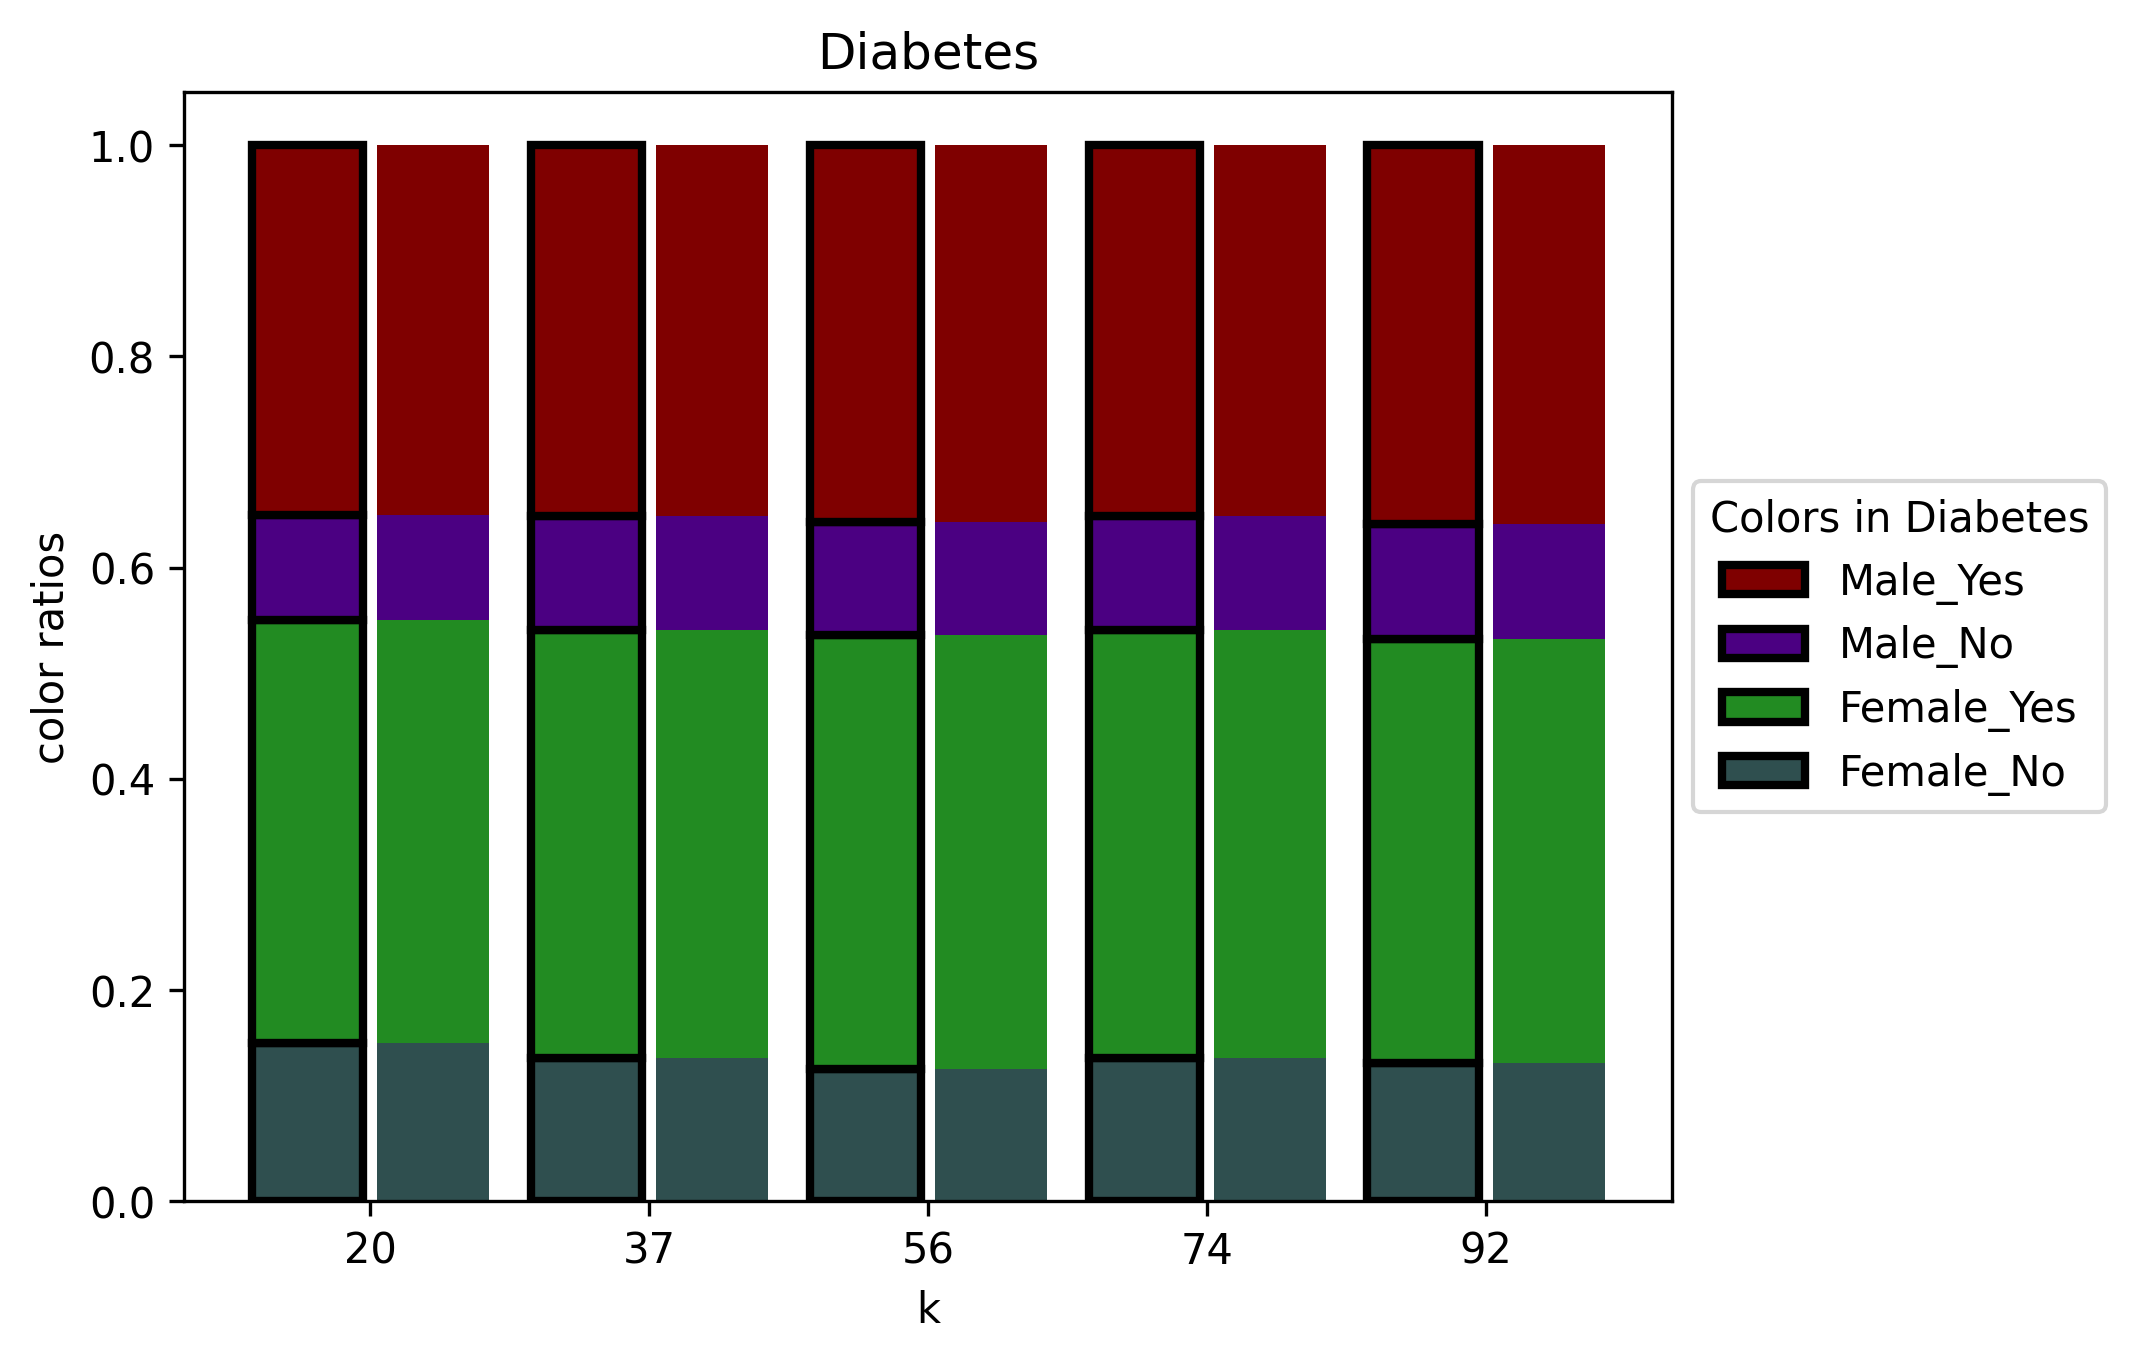 Diabetes
1.0
0.8
0.6
0.4
0.2
0.0
color ratios
20 37 56 74 92
k
Colors in Diabetes
Male_Yes
Male_No
Female_Yes
Female_No